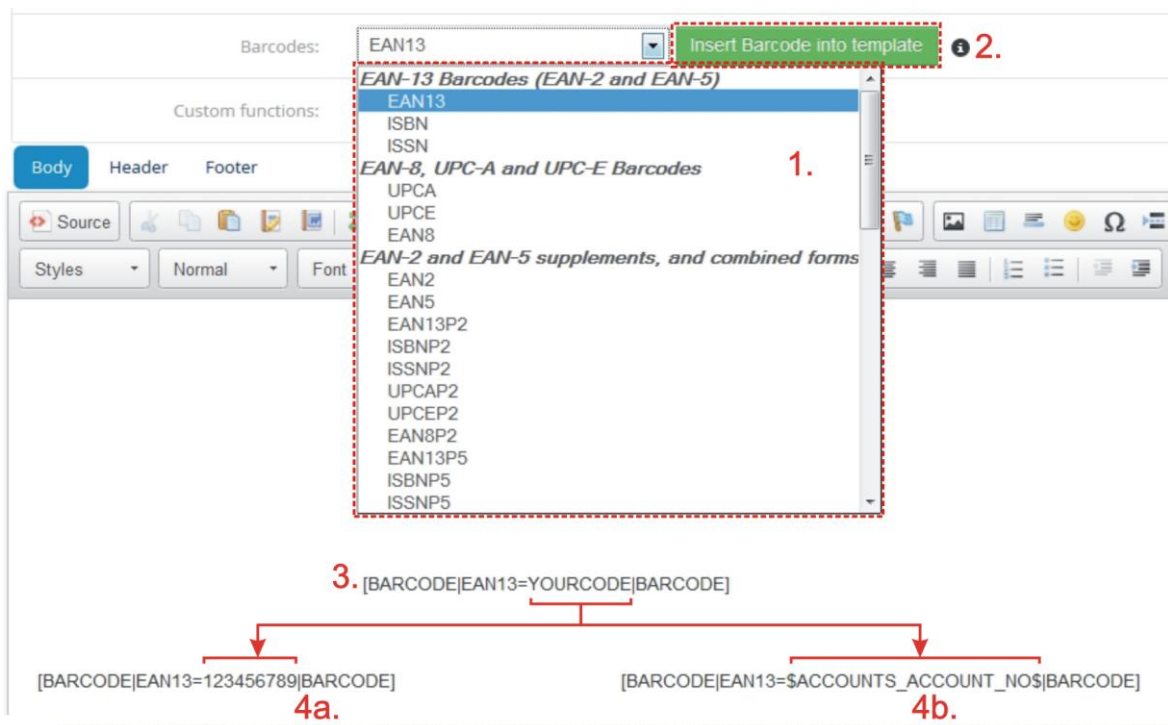 Barcodes: EAN13 Insert Barcode into template 2.
EAN-13 Barcodes (EAN-2 and EAN-5)
Custom functions: EAN13
ISBN
ISSN
Body Header Footer
EAN-8, UPC-A and UPC-E Barcodes 1.
UPCA
Source UPCE
EAN8
Styles Normal Font EAN-2 and EAN-5 supplements, and combined forms
EAN2
EAN5
EAN13P2
ISBNP2
ISSNP2
UPCAP2
UPCEP2
EAN8P2
EAN13P5
ISBNP5
ISSNP5
3. [BARCODE|EAN13=YOURCODE|BARCODE]
[BARCODE|EAN13=123456789|BARCODE] [BARCODE|EAN13=$ACCOUNTS_ACCOUNT_NO$|BARCODE]
4a. 4b.